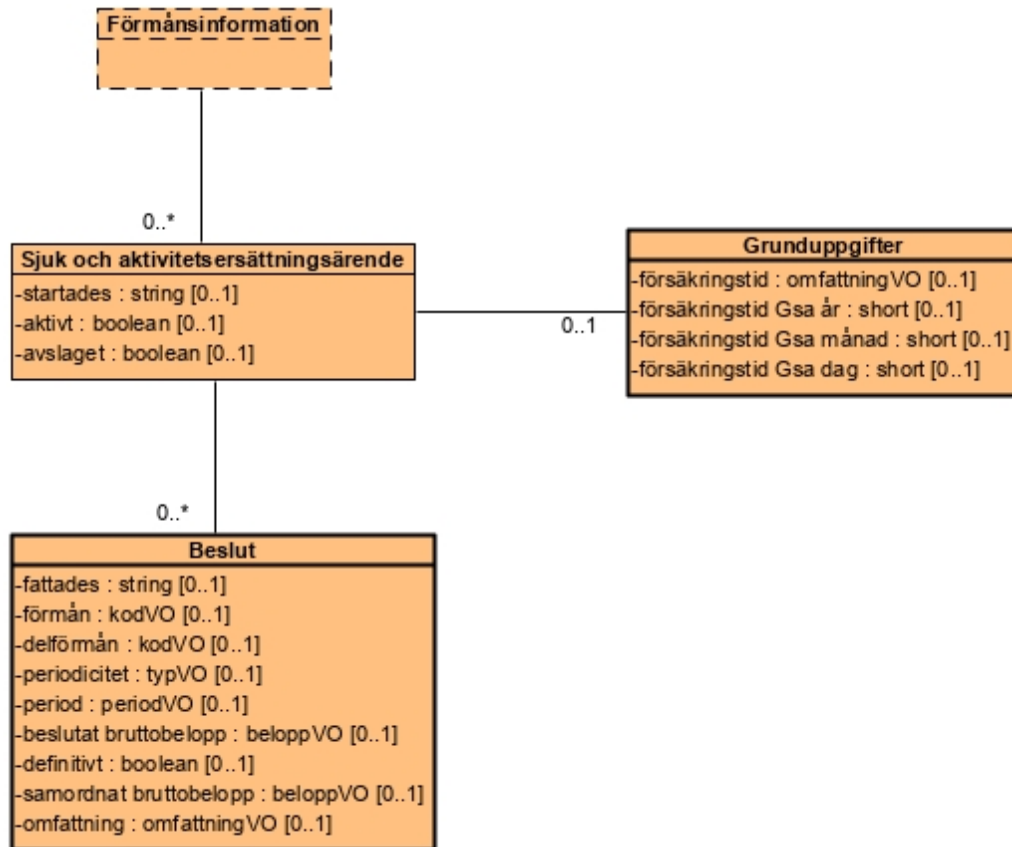 Förmånsinformation
0..*
Sjuk och aktivitetsersättningsärende
-startades : string [0..1]
-aktivt : boolean [0..1]
-avslaget : boolean [0..1]
0..1
Grunduppgifter
-försäkringstid : omfattningVO [0..1]
-försäkringstid Gsa år : short [0..1]
-försäkringstid Gsa månad : short [0..1]
-försäkringstid Gsa dag : short [0..1]
0..*
Beslut
-fattades : string [0..1]
-förmån : kodVO [0..1]
-delförmån : kodVO [0..1]
-periodicitet : typVO [0..1]
-period : periodVO [0..1]
-beslutat bruttobelopp : beloppVO [0..1]
-definitivt : boolean [0..1]
-samordnat bruttobelopp : beloppVO [0..1]
-omfattning : omfattningVO [0..1]